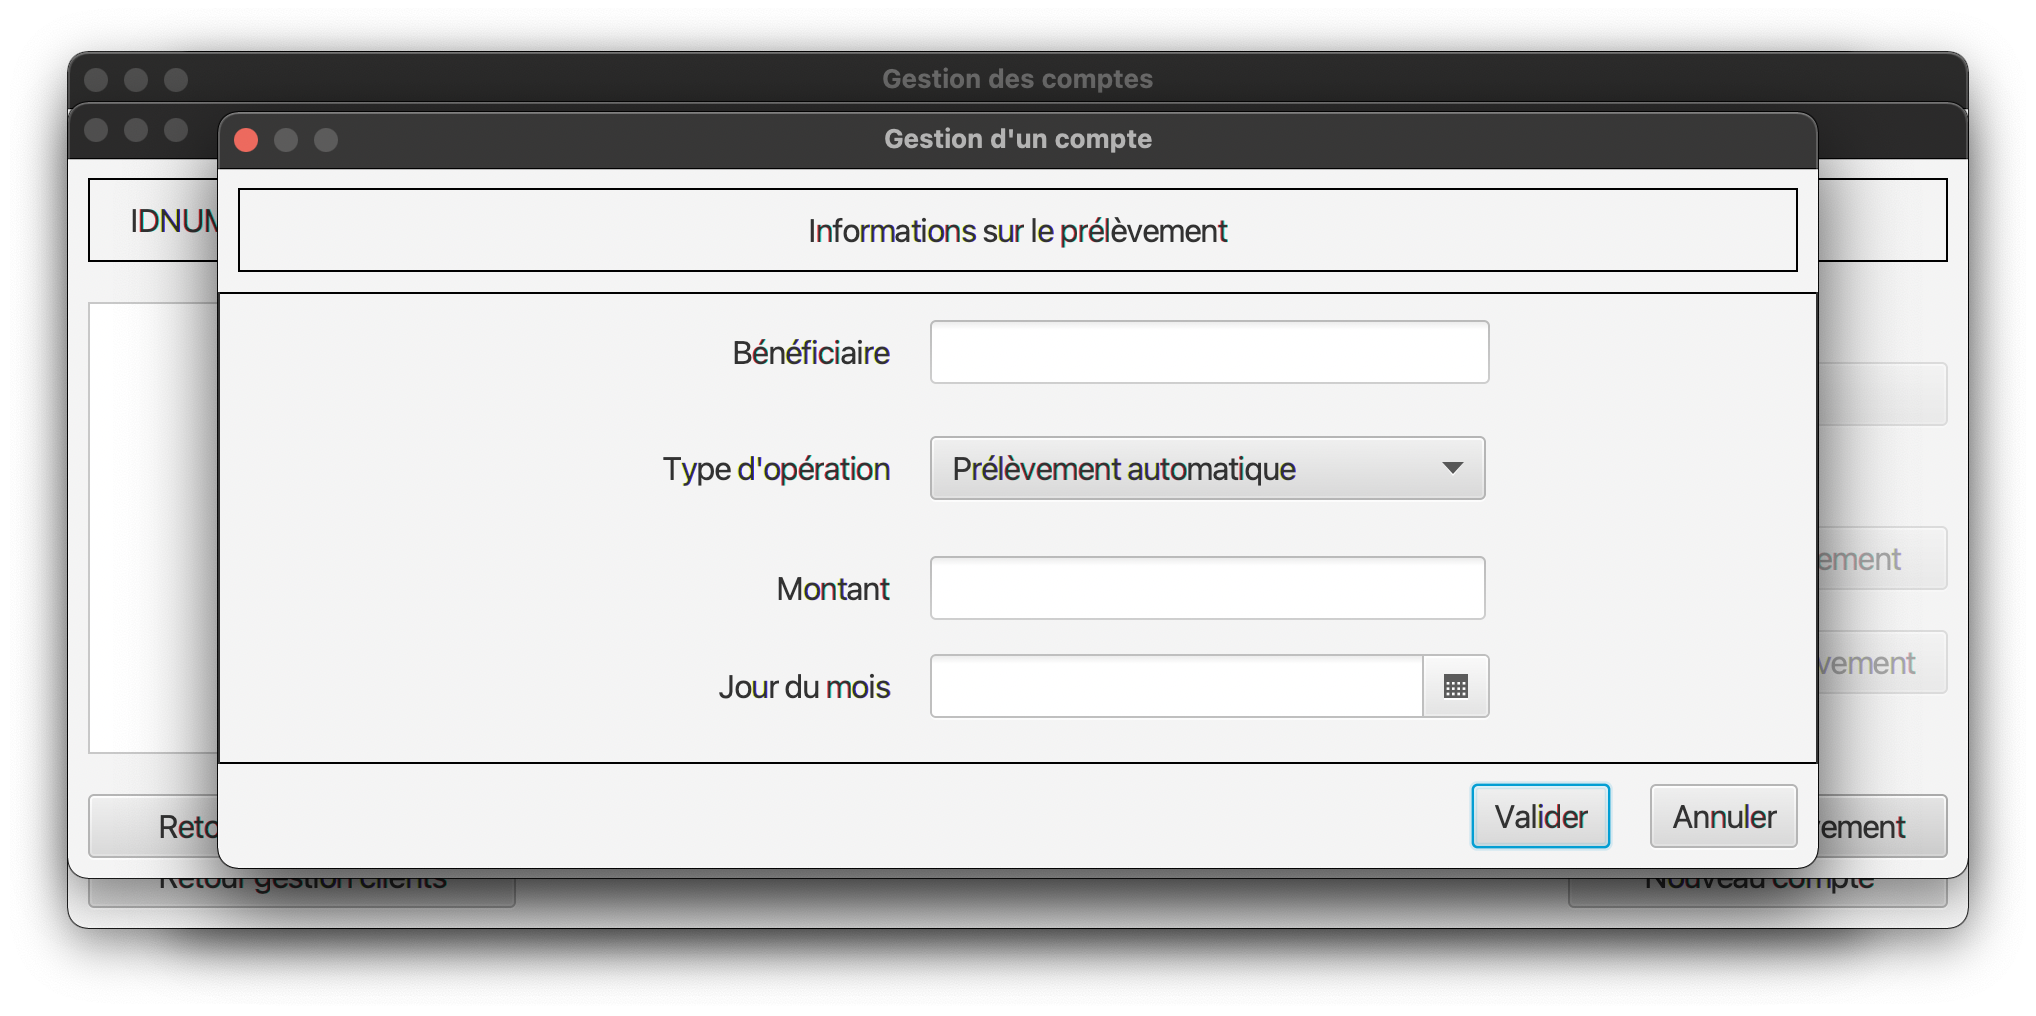 Gestion des comptes
Gestion d'un compte
IDNUM
Informations sur le prélèvement
Bénéficiaire
Type d'opération
Prélèvement automatique
Montant
Jour du mois
ement
vement
Valider
Annuler
Reto
ement
Retour gestion clients
Nouveau compte